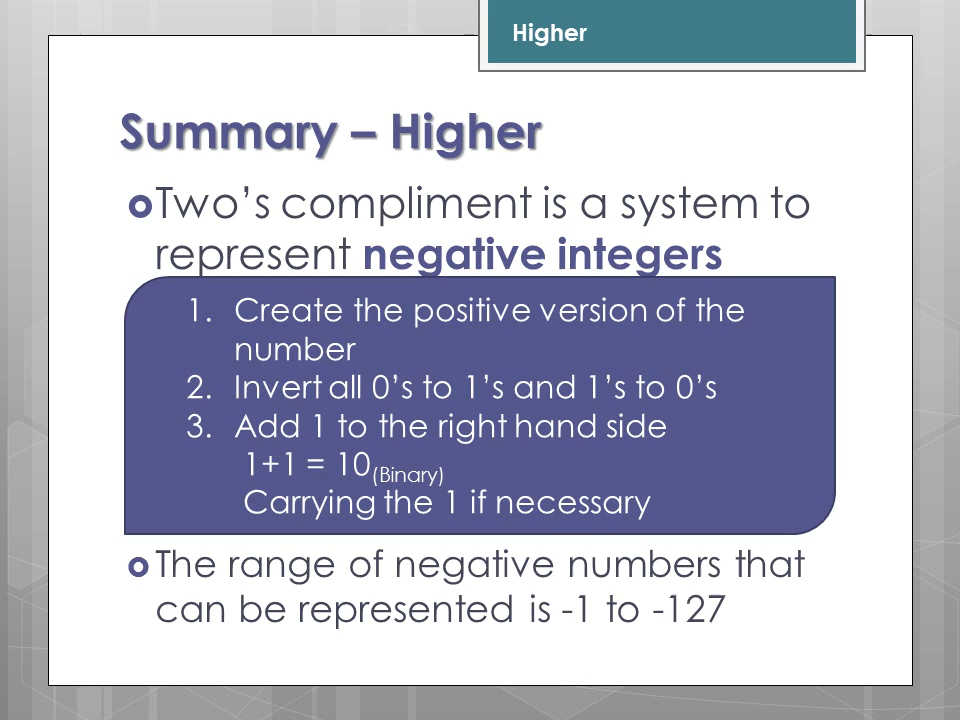 Higher
Summary – Higher
Two’s compliment is a system to
represent negative integers
1. Create the positive version of the
number
2. Invert all 0’s to 1’s and 1’s to 0’s
3. Add 1 to the right hand side
1+1 = 10(Binary)
Carrying the 1 if necessary
The range of negative numbers that
can be represented is -1 to -127